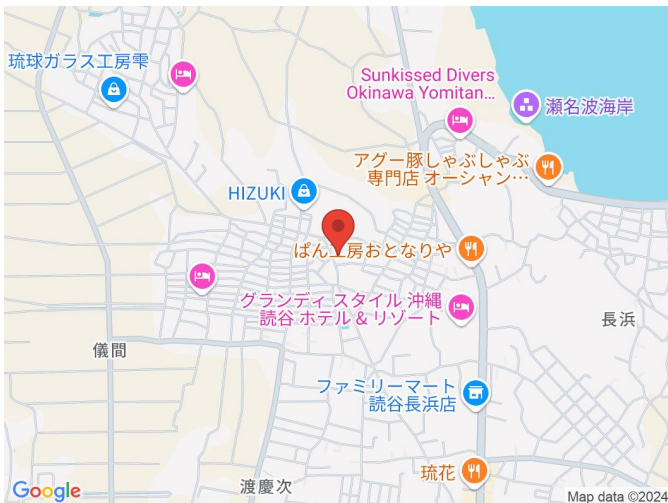 琉球ガラス工房雫
Sunkissed Divers
Okinawa Yomitan...
瀬名波海岸
アグー豚しゃぶしゃぶ
専門店 オーシャン…
HIZUKI
ぱん工房おとなりや
グランディ スタイル 沖縄
読谷 ホテル & リゾート
長浜
儀間
ファミリーマート
読谷長浜店
琉花
渡慶次
Google
Map data ©2024